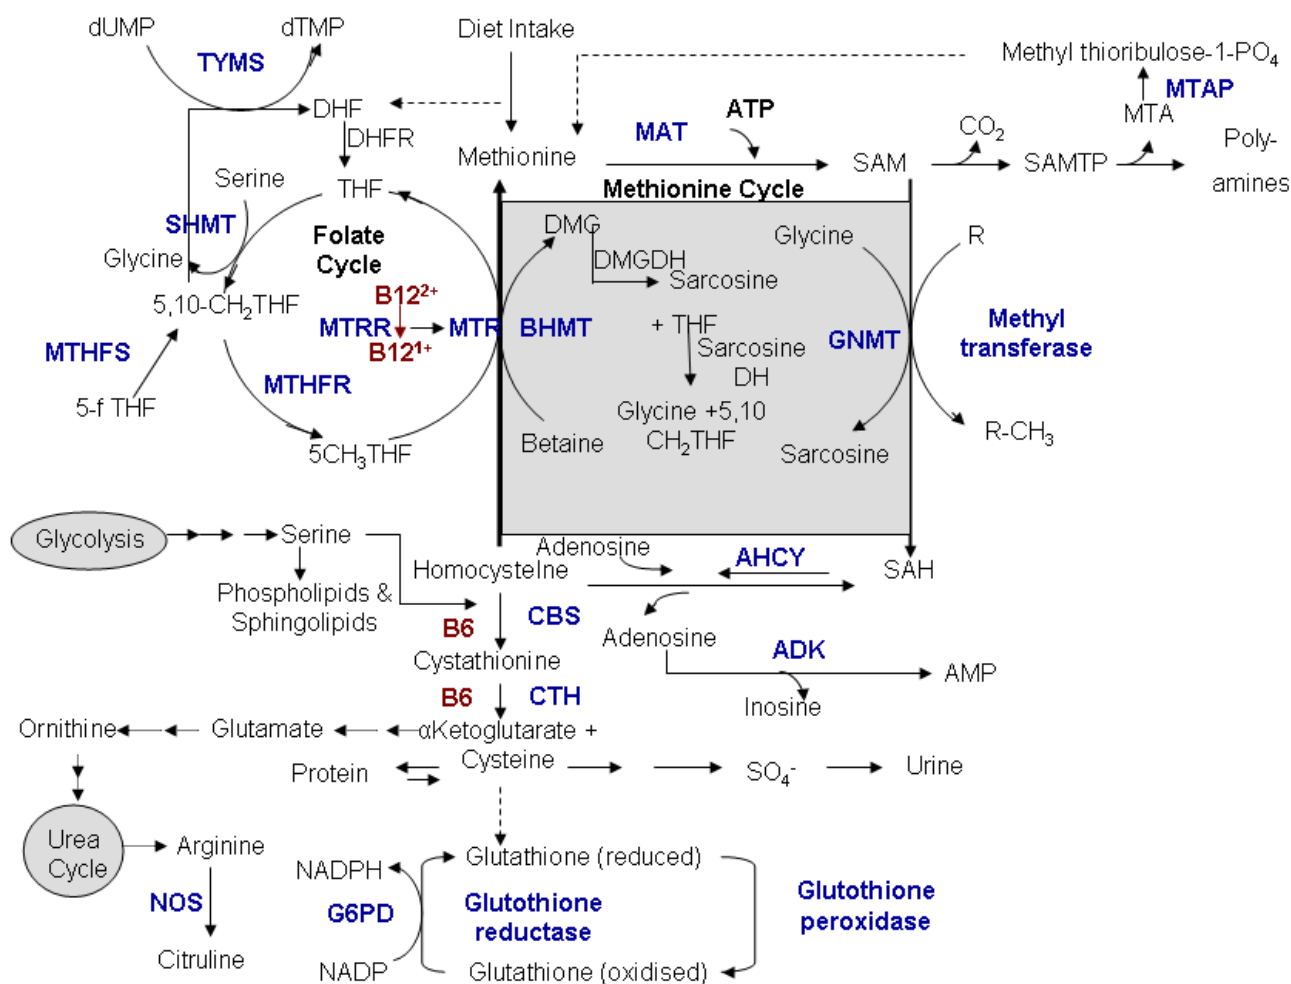 dUMP
dTMP
Diet Intake
Methyl thioribulose-1-PO4
TYMS
MTAP
DHF
ATP
MTA
DHFR
MAT
CO2
Poly-
Methionine
SAM
SAMTP
amines
Serine
THF
Methionine Cycle
SHMT
Folate
Cycle
DMG
Glycine
R
Glycine
DMGDH
Sarcosine
5,10-CH2THF
B122+
+ THF
MTRR
MTR
BHMT
GNMT
Methyl
transferase
B121+
Sarcosine
DH
MTHFS
MTHFR
5-f THF
Glycine +5,10
CH2THF
5CH3THF
Betaine
Sarcosine
R-CH3
Glycolysis
Serine
Adenosine
AHCY
HomocysteIne
SAH
Phospholipids &
Sphingolipids
B6
CBS
Adenosine
ADK
Cystathionine
AMP
B6
CTH
Inosine
Ornithine
Glutamate
αKetoglutarate +
Cysteine
Protein
SO4-
Urine
Urea
Cycle
Arginine
Glutathione (reduced)
NADPH
NOS
G6PD
Glutothione
reductase
Glutothione
peroxidase
Citruline
NADP
Glutathione (oxidised)